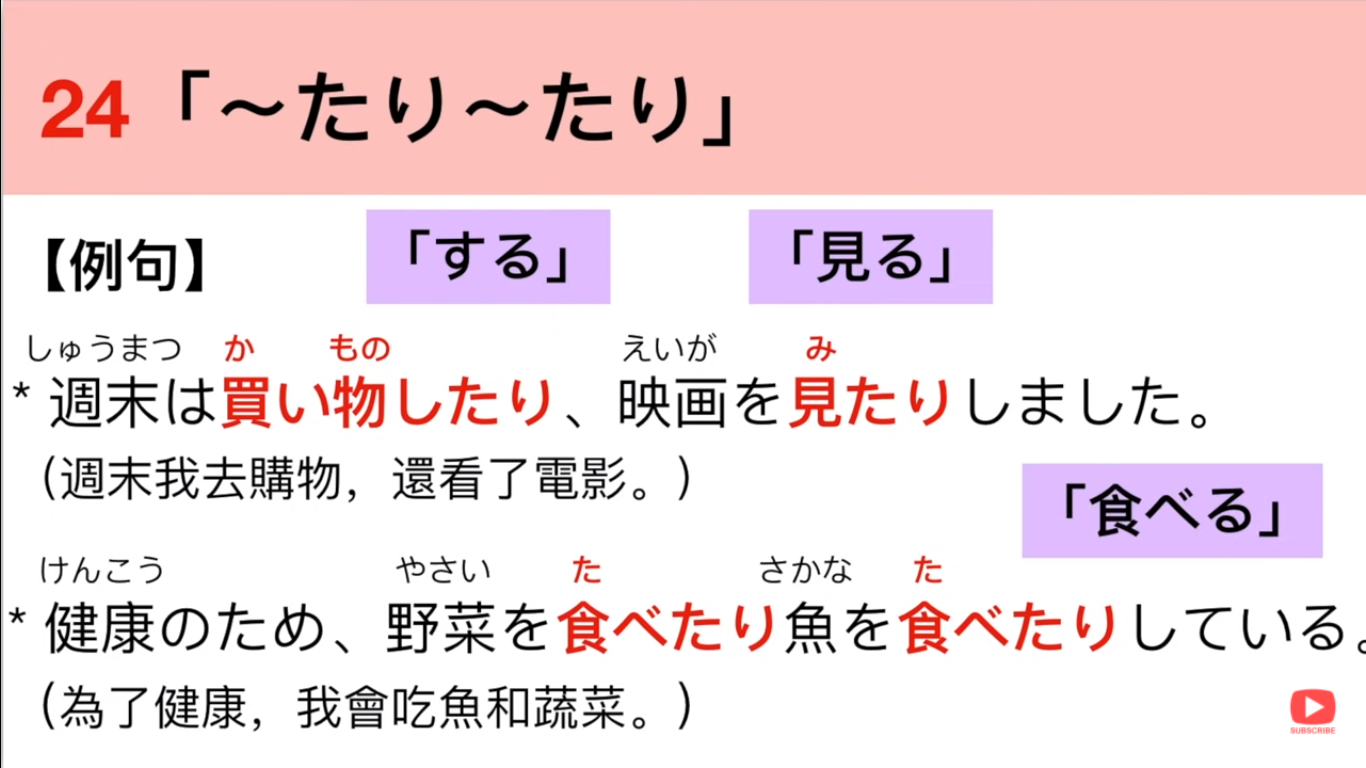 24「〜たり〜たり」
【例句】
「する」
「見る」
しゅうまつ か もの えいが み
* 週末は買い物したり、映画を見たりしました。
（週末我去購物，還看了電影。）
「食べる」
けんこう やさい た さかな た
* 健康のため、野菜を食べたり魚を食べたりしている。
（為了健康，我會吃魚和蔬菜。）
SUBSCRIBE